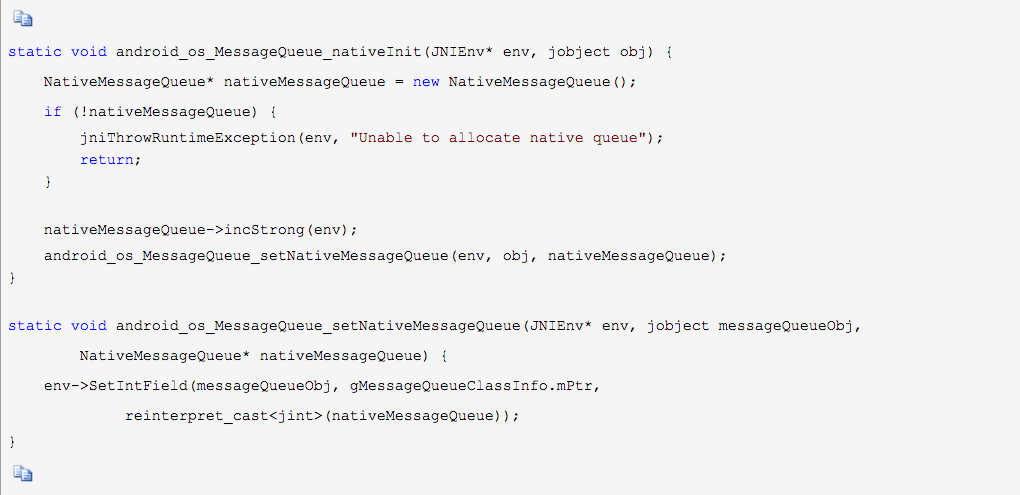 static void android_os_MessageQueue_nativeInit(JNIEnv* env, jobject obj) {
    NativeMessageQueue* nativeMessageQueue = new NativeMessageQueue();
    if (!nativeMessageQueue) {
        jniThrowRuntimeException(env, "Unable to allocate native queue");
        return;
    }
    nativeMessageQueue->incStrong(env);
    android_os_MessageQueue_setNativeMessageQueue(env, obj, nativeMessageQueue);
}
static void android_os_MessageQueue_setNativeMessageQueue(JNIEnv* env, jobject messageQueueObj,
        NativeMessageQueue* nativeMessageQueue) {
    env->SetIntField(messageQueueObj, gMessageQueueClassInfo.mPtr,
             reinterpret_cast<jint>(nativeMessageQueue));
}